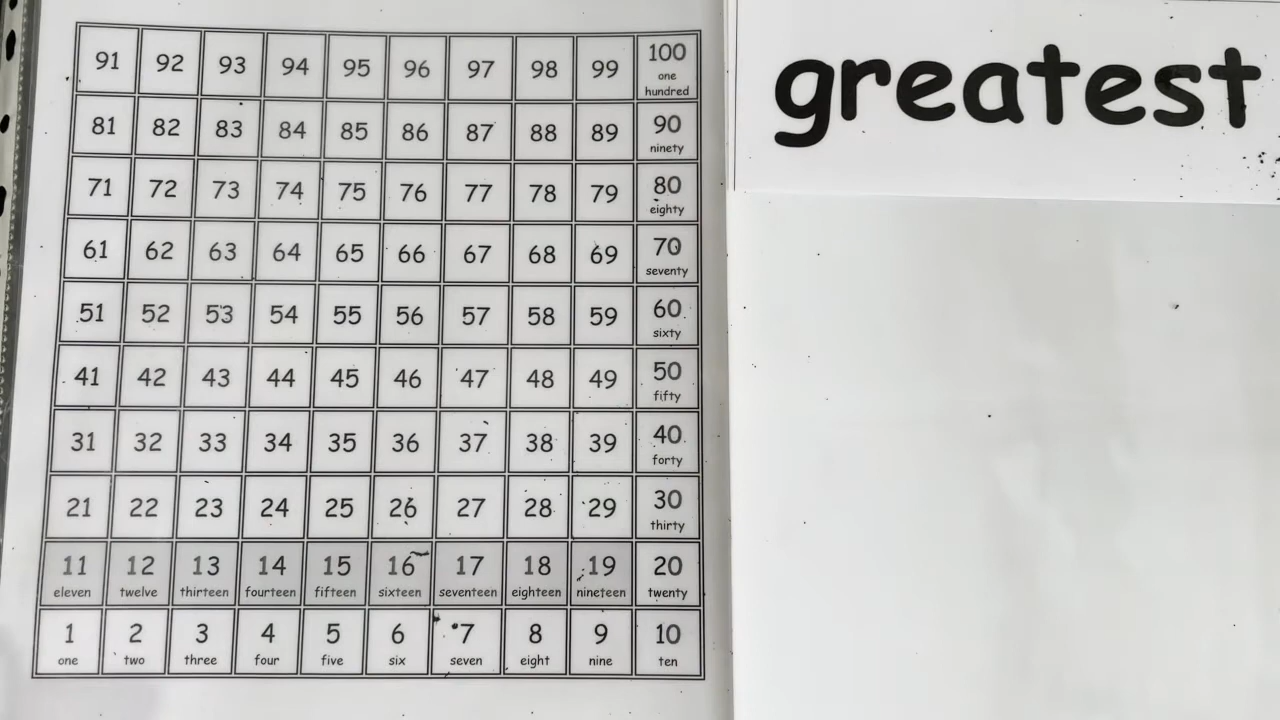 91 92 93 94 95 96 97 98 99 100
one
hundred
81 82 83 84 85 86 87 88 89 90
ninety
71 72 73 74 75 76 77 78 79 80
eighty
61 62 63 64 65 66 67 68 69 70
seventy
51 52 53 54 55 56 57 58 59 60
sixty
41 42 43 44 45 46 47 48 49 50
fifty
31 32 33 34 35 36 37 38 39 40
forty
21 22 23 24 25 26 27 28 29 30
thirty
11 12 13 14 15 16 17 18 19 20
eleven twelve thirteen fourteen fifteen sixteen seventeen eighteen nineteen twenty
1 2 3 4 5 6 7 8 9 10
one two three four five six seven eight nine ten
greatest